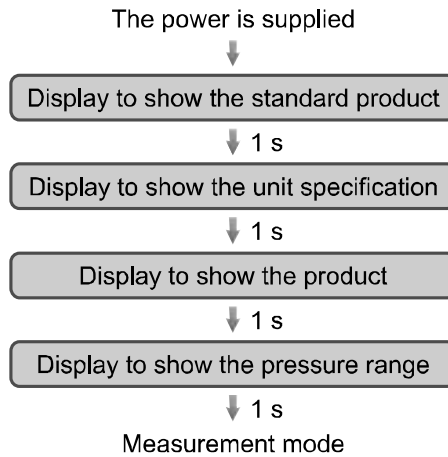 The power is supplied
Display to show the standard product
1 s
Display to show the unit specification
1 s
Display to show the product
1 s
Display to show the pressure range
1 s
Measurement mode